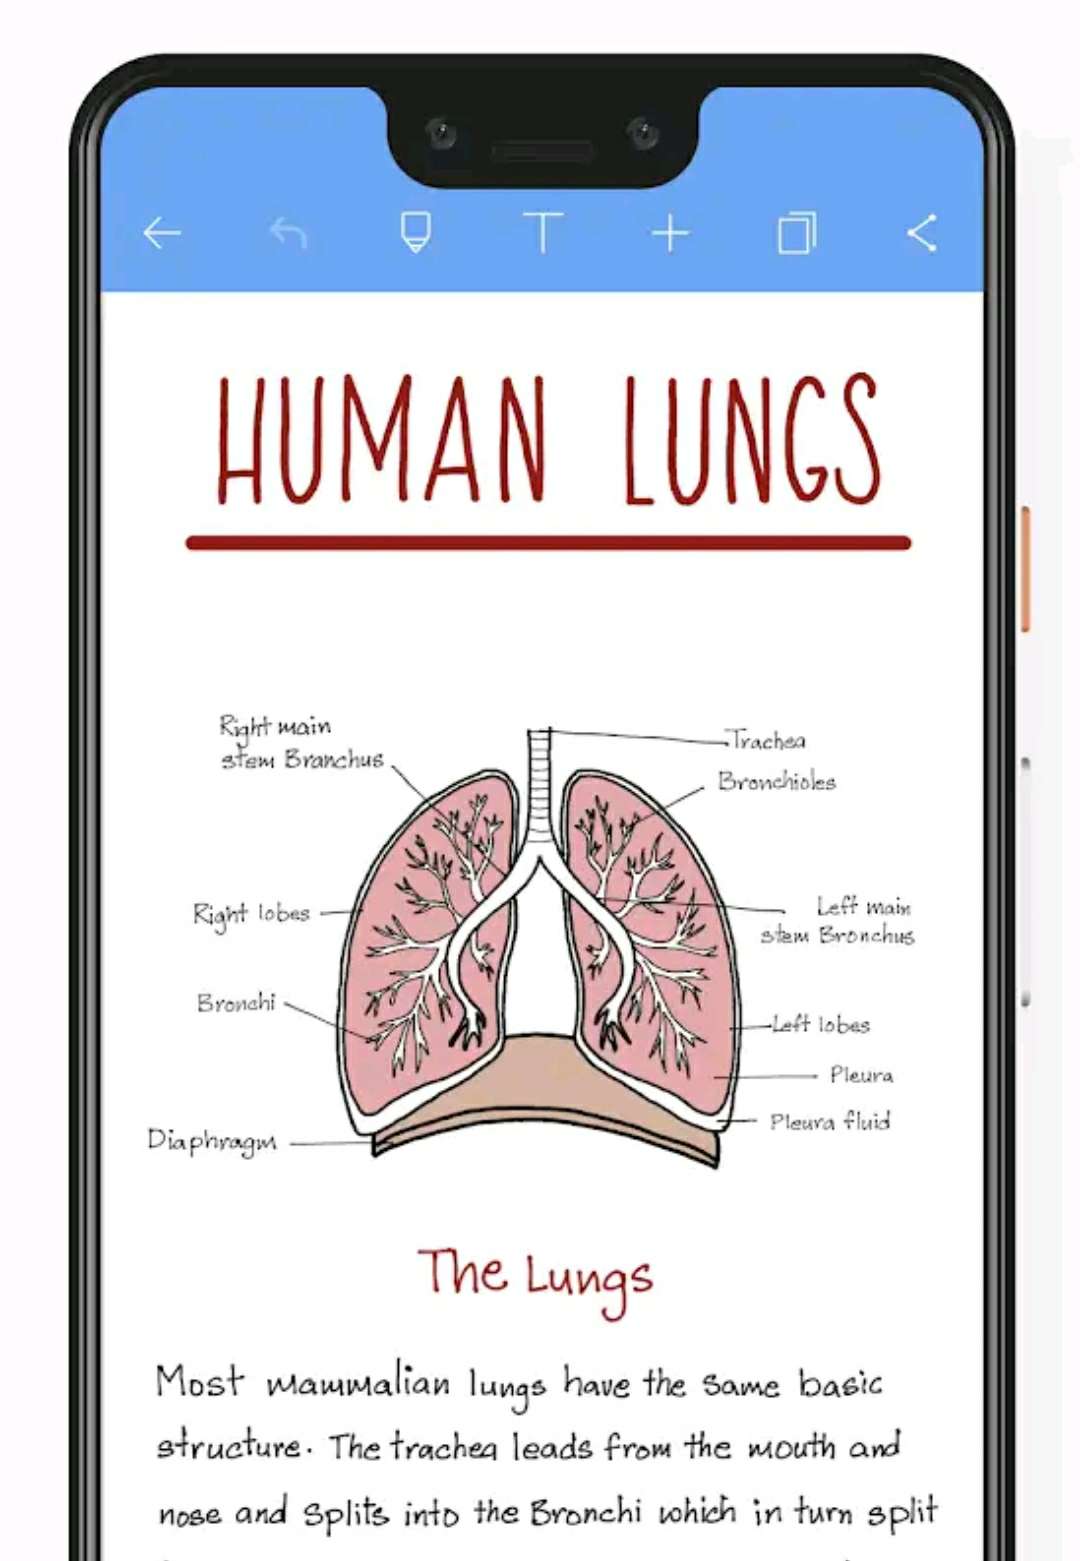 HUMAN LUNGS
Right main
stem Branchus
Trachea
Bronchioles
Right lobes
Left main
stem Bronchus
Bronchi
Left lobes
Pleura
Pleura fluid
Diaphragm
The Lungs
Most mammalian lungs have the same basic
structure. The trachea leads from the mouth and
nose and splits into the Bronchi which in turn split